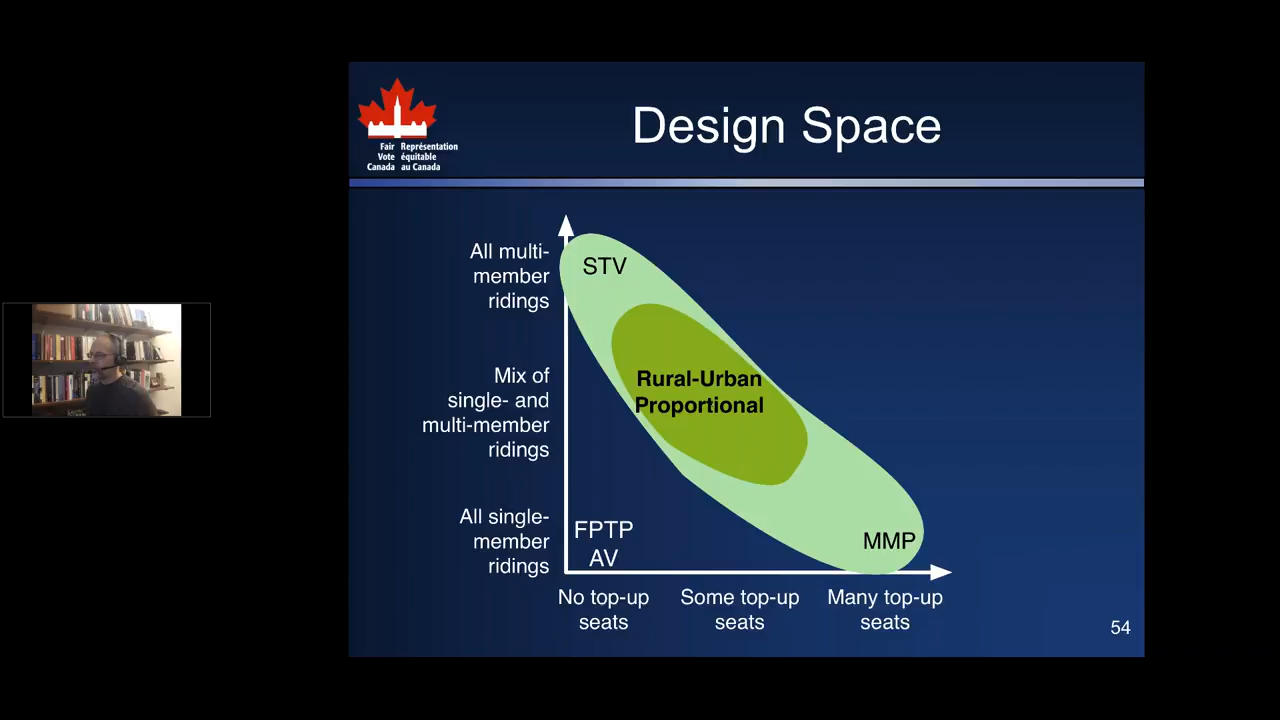 Design Space
Fair Représentation
Vote équitable
Canada au Canada
All multi-
member
ridings
STV
Mix of
single- and
multi-member
ridings
Rural-Urban
Proportional
All single-
member
ridings
FPTP
AV
MMP
No top-up
seats
Some top-up
seats
Many top-up
seats
54